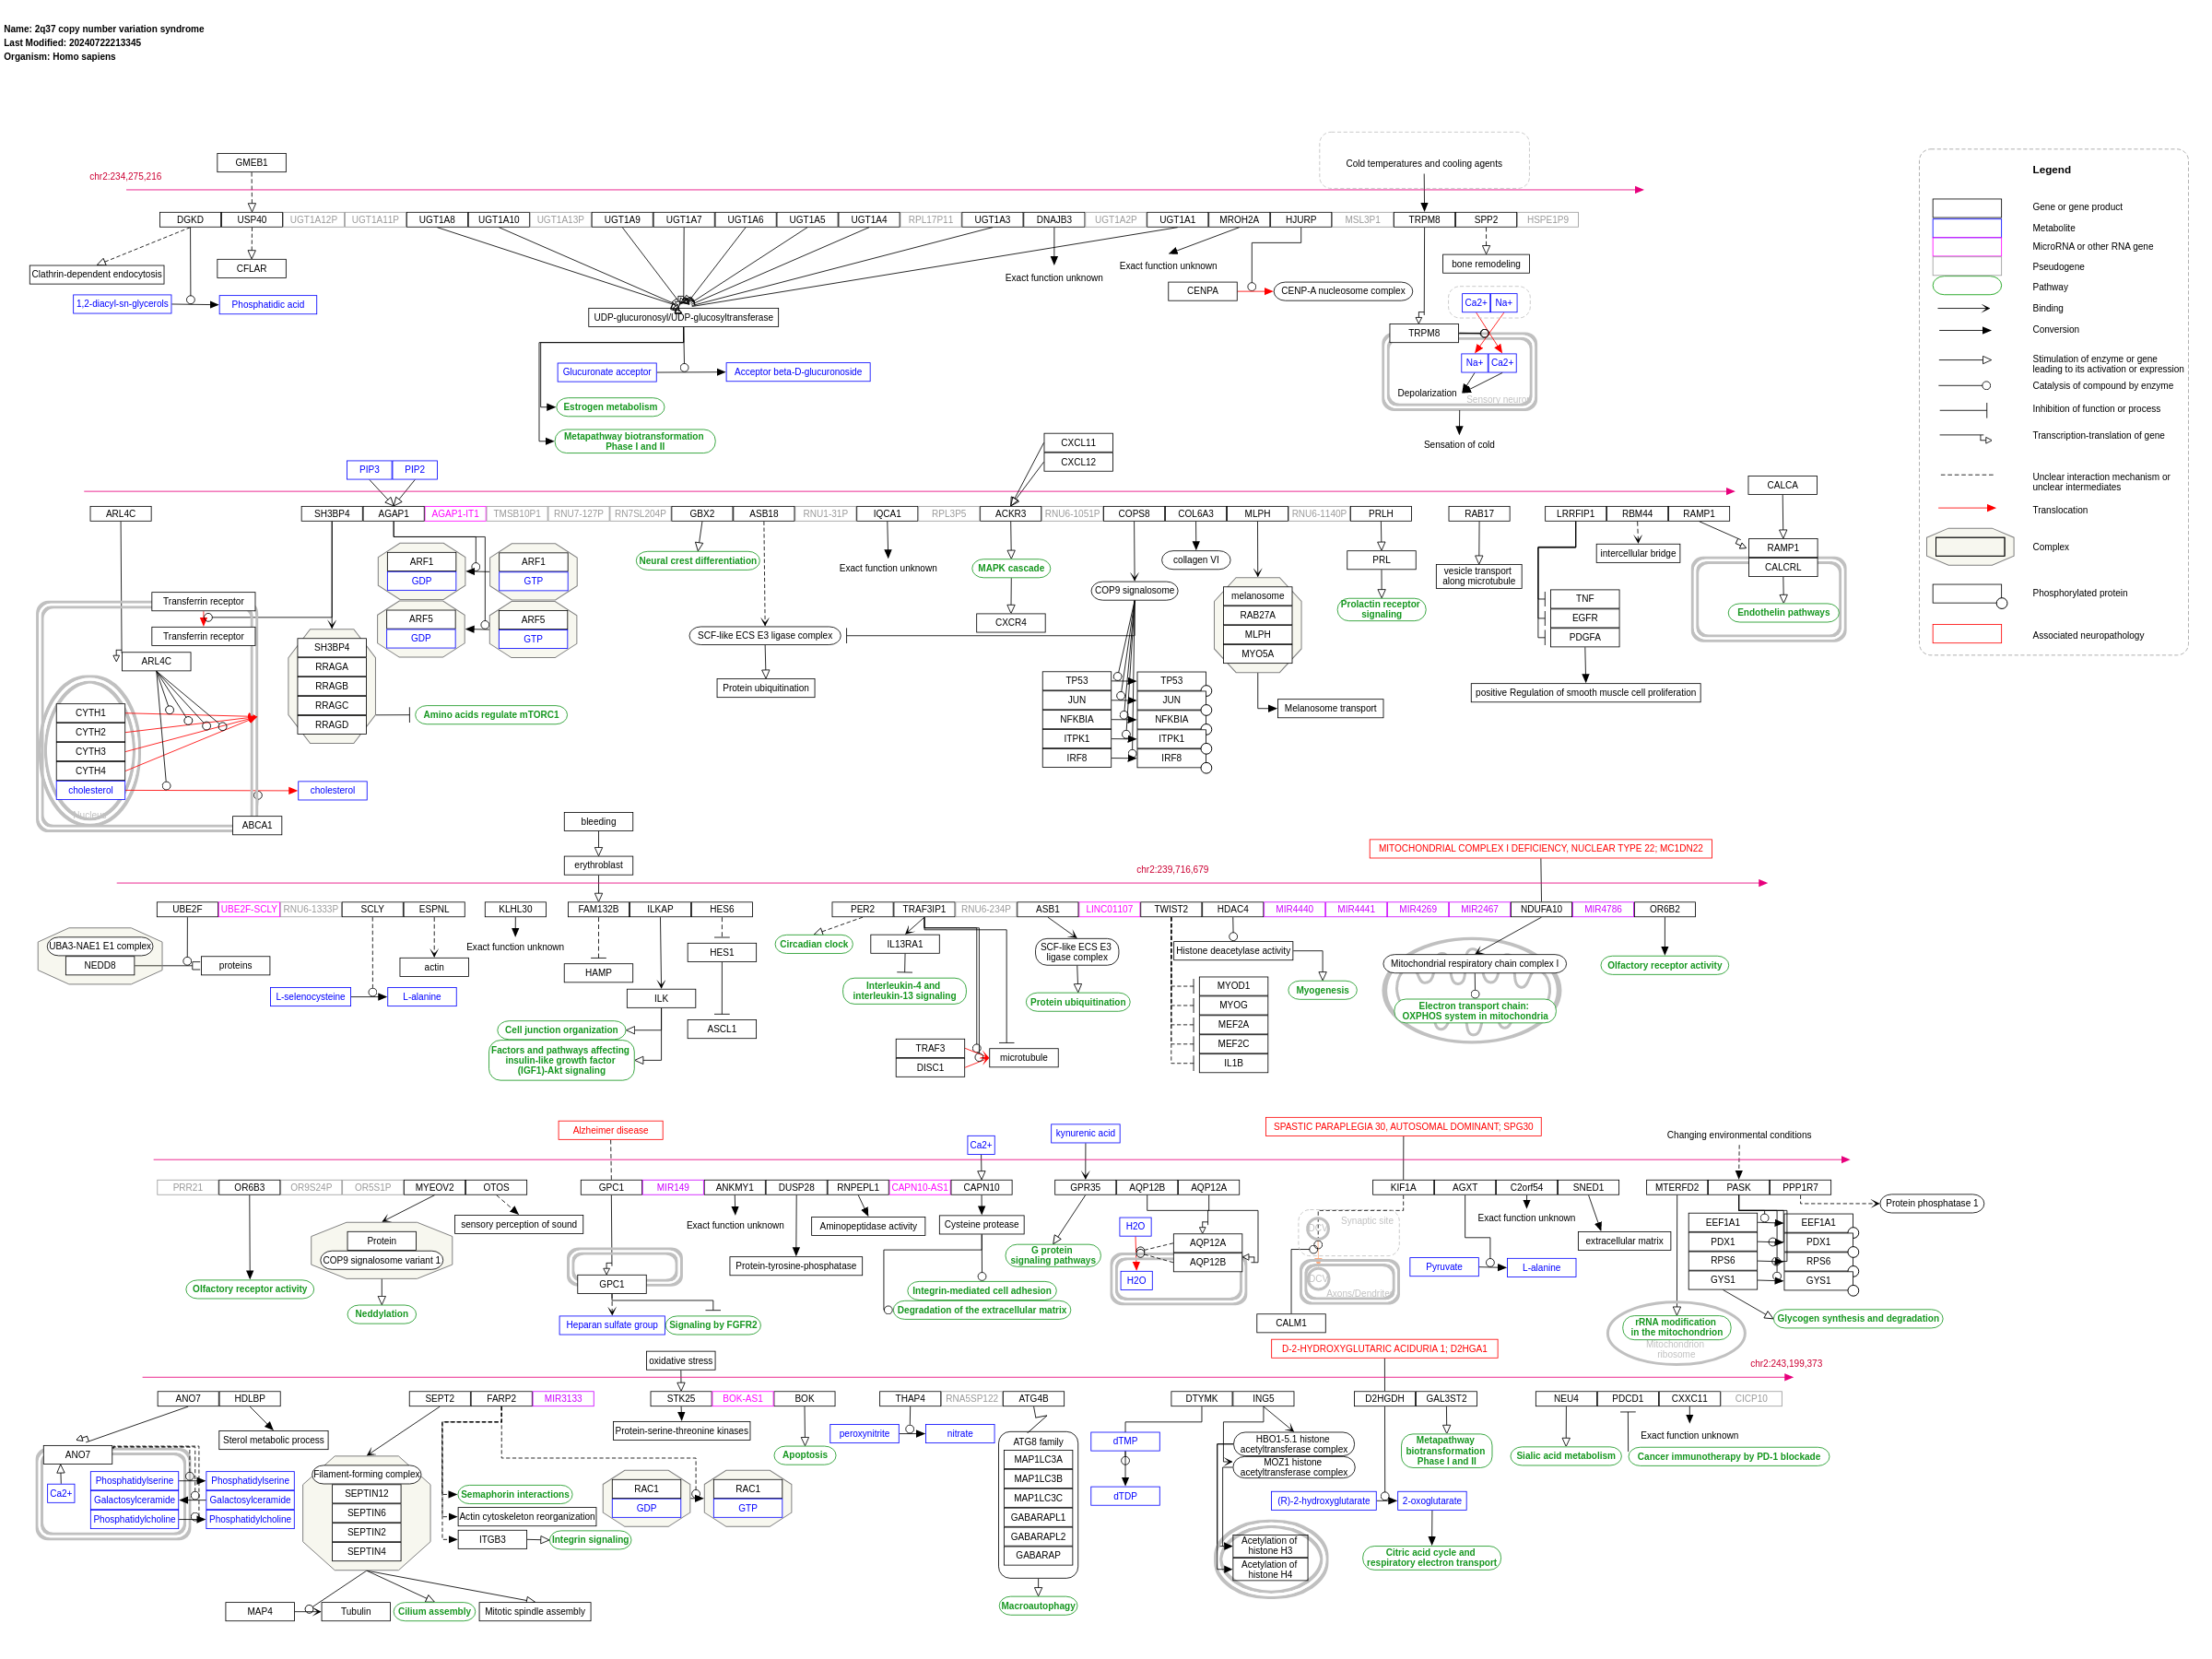 Name: 2q37 copy number variation syndrome
Last Modified: 20240722213345
Organism: Homo sapiens
Cold temperatures and cooling agents
GMEB1
chr2:234,275,216
DGKD USP40 UGT1A12P UGT1A11P UGT1A8 UGT1A10 UGT1A13P UGT1A9 UGT1A7 UGT1A6 UGT1A5 UGT1A4 RPL17P11 UGT1A3 DNAJB3 UGT1A2P UGT1A1 MROH2A HJURP MSL3P1 TRPM8 SPP2 HSPE1P9
Clathrin-dependent endocytosis
CFLAR
Exact function unknown
Exact function unknown
bone remodeling
1,2-diacyl-sn-glycerols
Phosphatidic acid
CENPA
CENP-A nucleosome complex
Ca2+ Na+
UDP-glucuronosyl/UDP-glucosyltransferase
TRPM8
Na+ Ca2+
Glucuronate acceptor
Acceptor beta-D-glucuronoside
Depolarization
Sensory neuron
Estrogen metabolism
Metapathway biotransformation
Phase I and II
Sensation of cold
Legend
Gene or gene product
Metabolite
MicroRNA or other RNA gene
Pseudogene
Pathway
Binding
Conversion
Stimulation of enzyme or gene
leading to its activation or expression
Catalysis of compound by enzyme
Inhibition of function or process
Transcription-translation of gene
Unclear interaction mechanism or
unclear intermediates
Translocation
Complex
Phosphorylated protein
Associated neuropathology
CXCL11
CXCL12
PIP3 PIP2
CALCA
ARL4C SH3BP4 AGAP1 AGAP1-IT1 TMSB10P1 RNU7-127P RN7SL204P GBX2 ASB18 RNU1-31P IQCA1 RPL3P5 ACKR3 RNU6-1051P COPS8 COL6A3 MLPH RNU6-1140P PRLH RAB17 LRRFIP1 RBM44 RAMP1
ARF1
GDP
ARF1
GTP
Neural crest differentiation
Exact function unknown
MAPK cascade
collagen VI
PRL
vesicle transport
along microtubule
intercellular bridge
RAMP1
CALCRL
Endothelin pathways
COP9 signalosome
melanosome
RAB27A
MLPH
MYO5A
Prolactin receptor
signaling
TNF
EGFR
PDGFA
Transferrin receptor
Transferrin receptor
ARF5
GDP
ARF5
GTP
CXCR4
SCF-like ECS E3 ligase complex
ARL4C
SH3BP4
RRAGA
RRAGB
RRAGC
RRAGD
Protein ubiquitination
positive Regulation of smooth muscle cell proliferation
Melanosome transport
Amino acids regulate mTORC1
TP53 TP53
JUN JUN
NFKBIA NFKBIA
ITPK1 ITPK1
IRF8 IRF8
CYTH1
CYTH2
CYTH3
CYTH4
cholesterol
cholesterol
Nucleus
ABCA1
bleeding
erythroblast
MITOCHONDRIAL COMPLEX I DEFICIENCY, NUCLEAR TYPE 22; MC1DN22
chr2:239,716,679
UBE2F UBE2F-SCLY RNU6-1333P SCLY ESPNL KLHL30 FAM132B ILKAP HES6 PER2 TRAF3IP1 RNU6-234P ASB1 LINC01107 TWIST2 HDAC4 MIR4440 MIR4441 MIR4269 MIR2467 NDUFA10 MIR4786 OR6B2
UBA3-NAE1 E1 complex
NEDD8
proteins
Exact function unknown
actin
HAMP
HES1
Circadian clock
IL13RA1
SCF-like ECS E3
ligase complex
Histone deacetylase activity
Mitochondrial respiratory chain complex I
Olfactory receptor activity
L-selenocysteine
L-alanine
ILK
Interleukin-4 and
interleukin-13 signaling
Protein ubiquitination
MYOD1
MYOG
MEF2A
MEF2C
IL1B
Myogenesis
Electron transport chain:
OXPHOS system in mitochondria
Cell junction organization
ASCL1
Factors and pathways affecting
insulin-like growth factor
(IGF1)-Akt signaling
TRAF3
DISC1
microtubule
Alzheimer disease
Ca2+
kynurenic acid
SPASTIC PARAPLEGIA 30, AUTOSOMAL DOMINANT; SPG30
Changing environmental conditions
PRR21 OR6B3 OR9S24P OR5S1P MYEOV2 OTOS GPC1 MIR149 ANKMY1 DUSP28 RNPEPL1 CAPN10-AS1 CAPN10 GPR35 AQP12B AQP12A KIF1A AGXT C2orf54 SNED1 MTERFD2 PASK PPP1R7
Protein phosphatase 1
sensory perception of sound
Exact function unknown
Aminopeptidase activity
Cysteine protease
H2O
H2O
AQP12A
AQP12B
DCV
Synaptic site
DCV
Axons/Dendrites
Exact function unknown
extracellular matrix
EEF1A1 EEF1A1
PDX1 PDX1
RPS6 RPS6
GYS1 GYS1
Protein
COP9 signalosome variant 1
G protein
signaling pathways
Protein-tyrosine-phosphatase
Pyruvate
L-alanine
Olfactory receptor activity
GPC1
Integrin-mediated cell adhesion
Degradation of the extracellular matrix
Neddylation
Heparan sulfate group
Signaling by FGFR2
CALM1
rRNA modification
in the mitochondrion
Mitochondrion
ribosome
Glycogen synthesis and degradation
oxidative stress
D-2-HYDROXYGLUTARIC ACIDURIA 1; D2HGA1
chr2:243,199,373
ANO7 HDLBP SEPT2 FARP2 MIR3133 STK25 BOK-AS1 BOK THAP4 RNA5SP122 ATG4B DTYMK ING5 D2HGDH GAL3ST2 NEU4 PDCD1 CXXC11 CICP10
Sterol metabolic process
Protein-serine-threonine kinases
peroxynitrite
nitrate
ATG8 family
MAP1LC3A
MAP1LC3B
MAP1LC3C
GABARAPL1
GABARAPL2
GABARAP
dTMP
dTDP
HBO1-5.1 histone
acetyltransferase complex
MOZ1 histone
acetyltransferase complex
Metapathway
biotransformation
Phase I and II
Exact function unknown
Sialic acid metabolism
Cancer immunotherapy by PD-1 blockade
ANO7
Apoptosis
Ca2+
Phosphatidylserine Phosphatidylserine
Galactosylceramide Galactosylceramide
Phosphatidylcholine Phosphatidylcholine
Filament-forming complex
SEPTIN12
SEPTIN6
SEPTIN2
SEPTIN4
Semaphorin interactions
Actin cytoskeleton reorganization
ITGB3
Integrin signaling
RAC1
GDP
RAC1
GTP
(R)-2-hydroxyglutarate
2-oxoglutarate
Acetylation of
histone H3
Acetylation of
histone H4
Citric acid cycle and
respiratory electron transport
MAP4
Tubulin
Cilium assembly
Mitotic spindle assembly
Macroautophagy